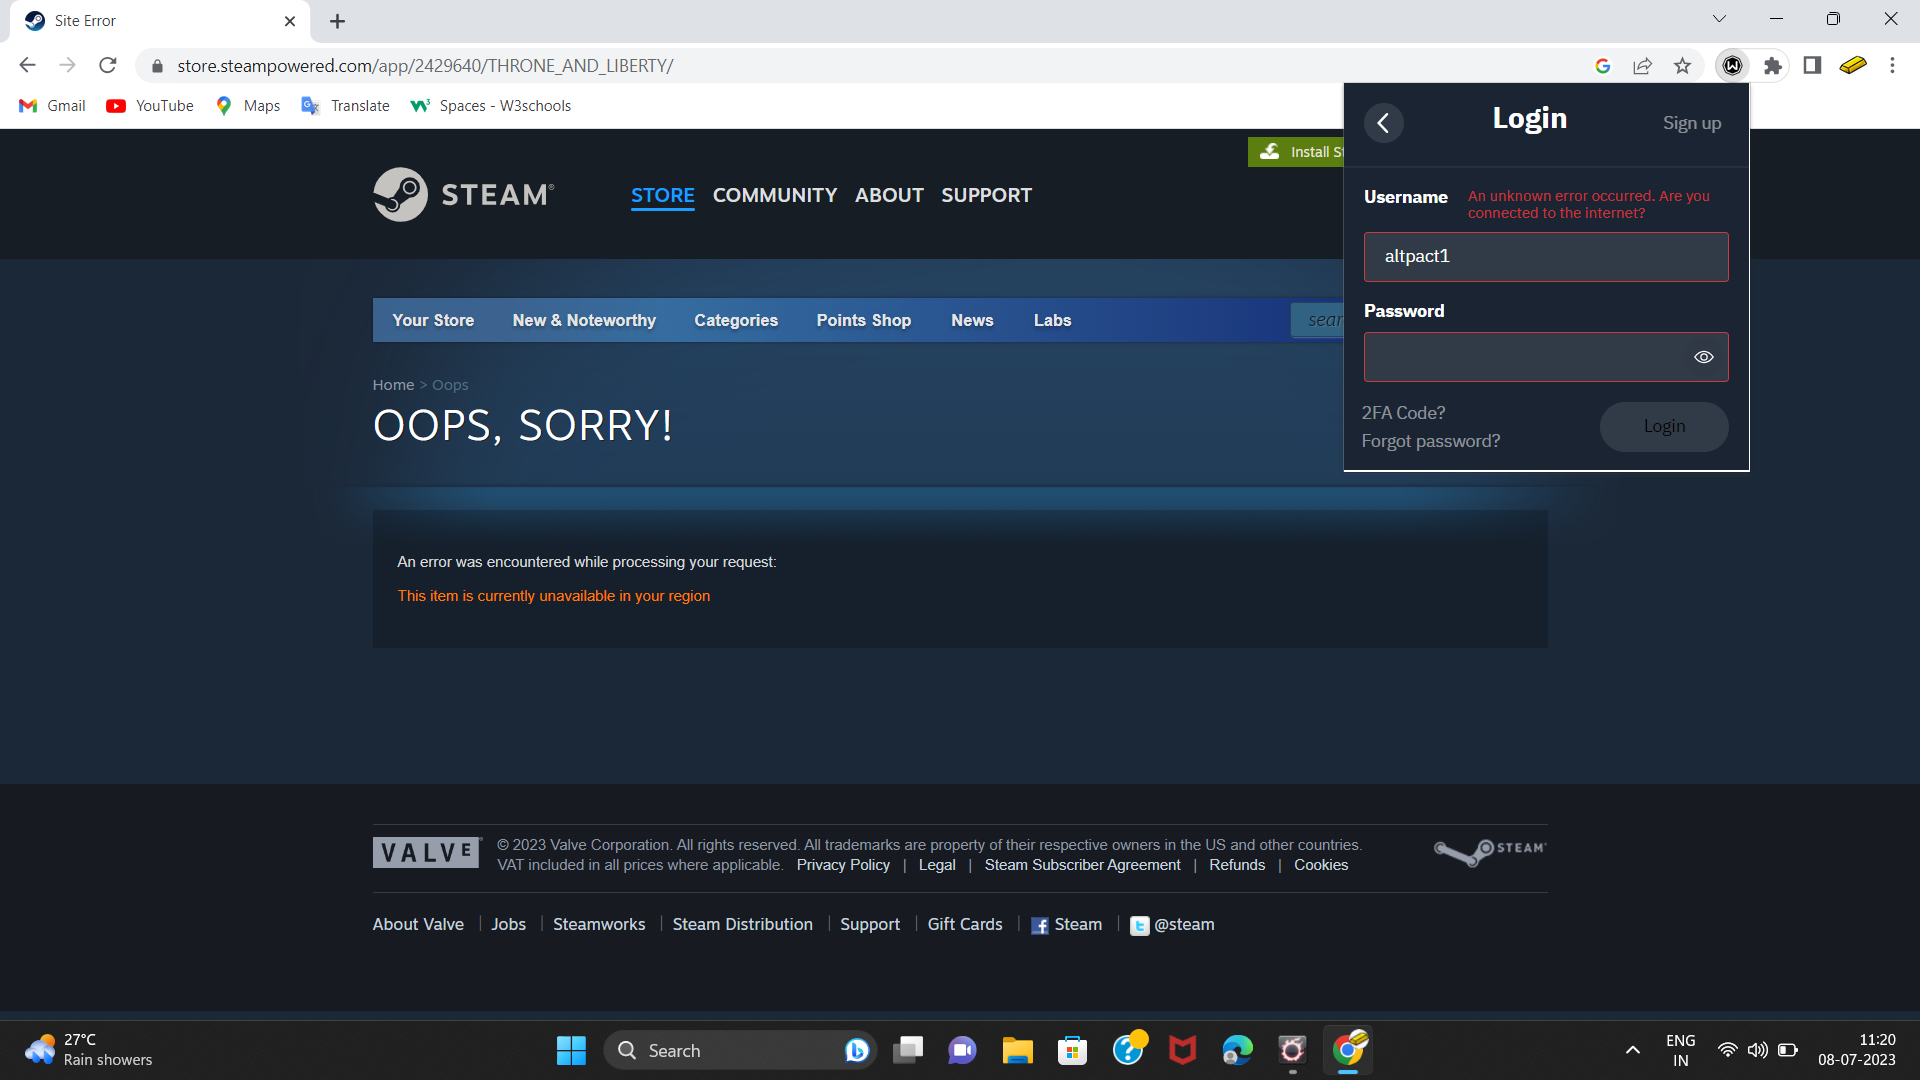 Site Error
store.steampowered.com/app/2429640/THRONE_AND_LIBERTY/
Gmail YouTube Maps Translate Spaces - W3schools
Install St
STEAM®
STORE COMMUNITY ABOUT SUPPORT
Login
Sign up
Username
An unknown error occurred. Are you
connected to the internet?
altpact1
Password
2FA Code?
Forgot password?
Login
Your Store New & Noteworthy Categories Points Shop News Labs sear
Home > Oops
OOPS, SORRY!
An error was encountered while processing your request:
This item is currently unavailable in your region
VALVE
© 2023 Valve Corporation. All rights reserved. All trademarks are property of their respective owners in the US and other countries.
VAT included in all prices where applicable. Privacy Policy | Legal | Steam Subscriber Agreement | Refunds | Cookies
STEAM
About Valve | Jobs | Steamworks | Steam Distribution | Support | Gift Cards | Steam | @steam
27°C
Rain showers
Search
ENG
IN
11:20
08-07-2023